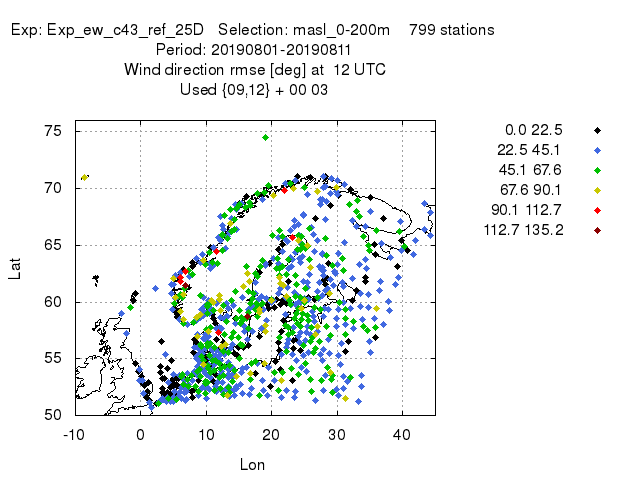 Exp: Exp_ew_c43_ref_25D Selection: masl_0-200m 799 stations
Period: 20190801-20190811
Wind direction rmse [deg] at 12 UTC
Used {09,12} + 00 03
0.0 22.5
22.5 45.1
45.1 67.6
67.6 90.1
90.1 112.7
112.7 135.2
75
70
65
60
55
50
Lat
-10 0 10 20 30 40
Lon